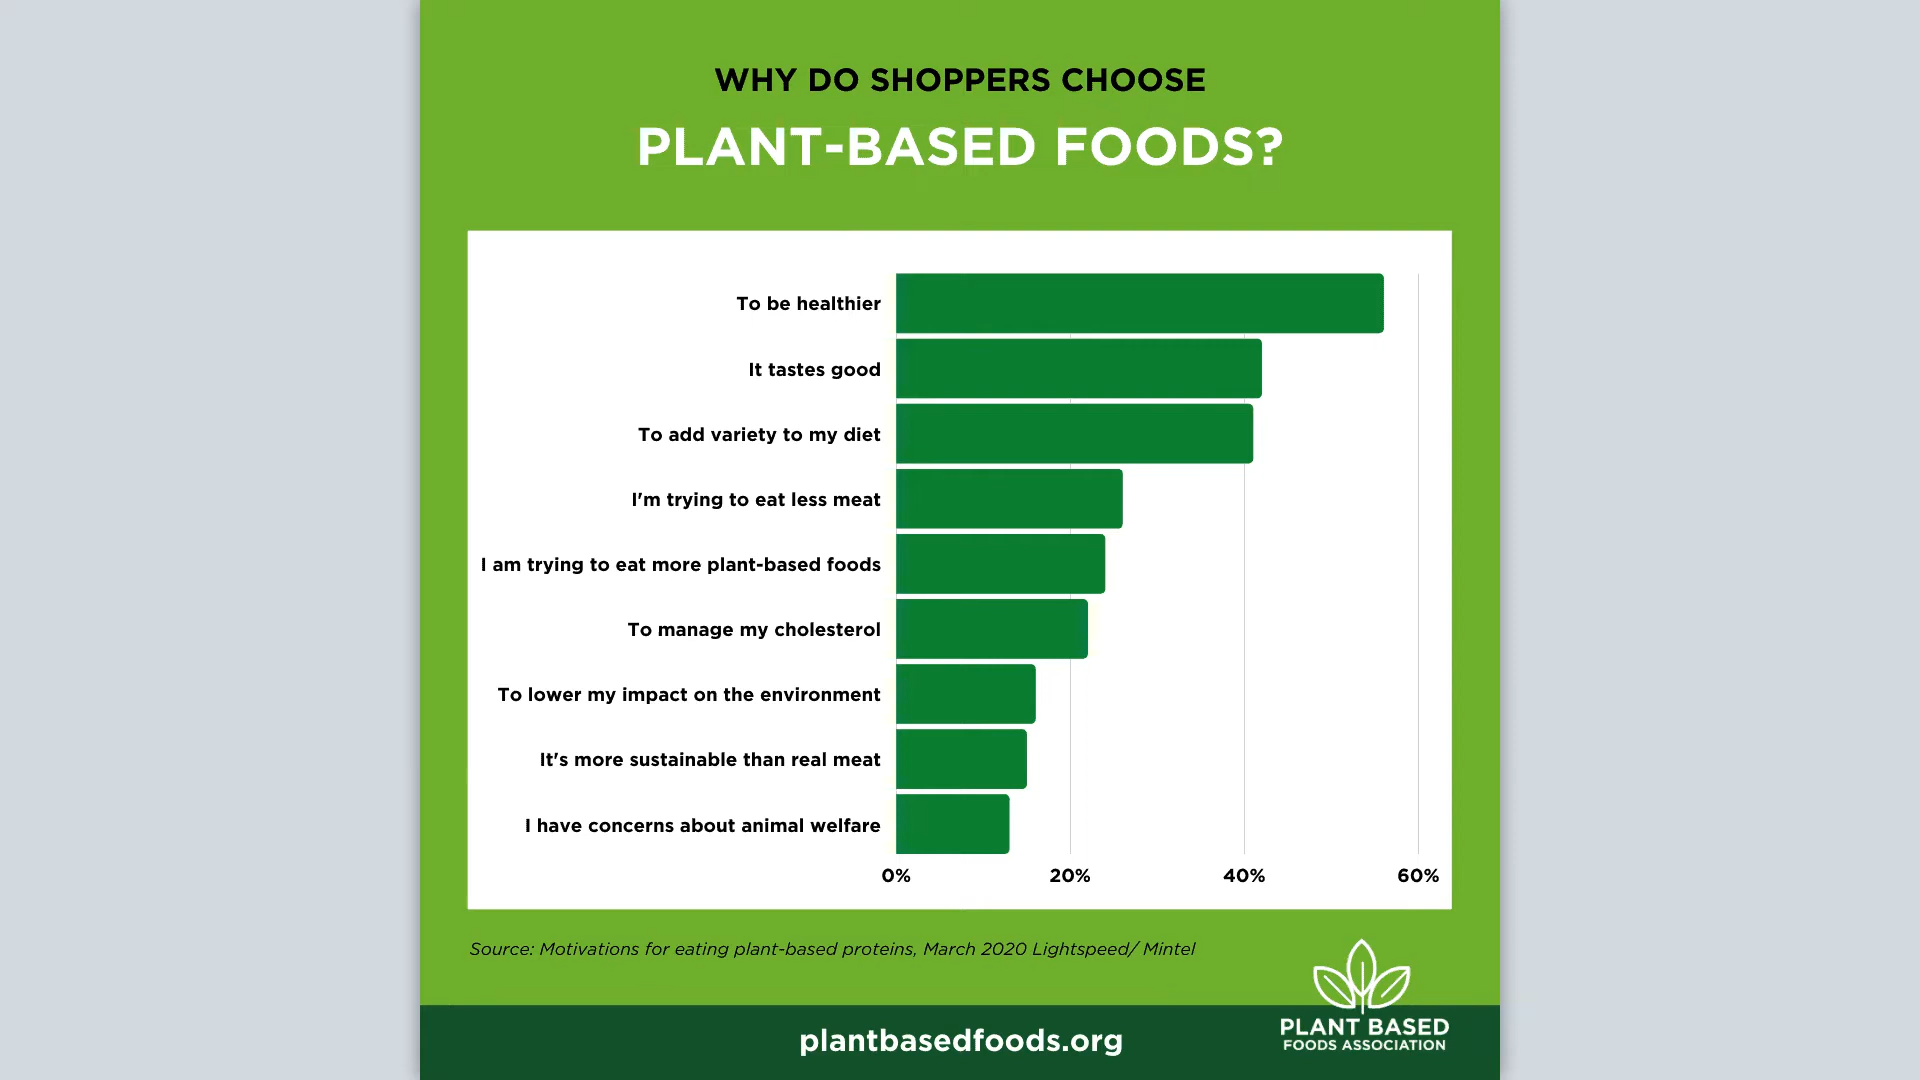 WHY DO SHOPPERS CHOOSE
PLANT-BASED FOODS?
To be healthier
It tastes good
To add variety to my diet
I'm trying to eat less meat
I am trying to eat more plant-based foods
To manage my cholesterol
To lower my impact on the environment
It's more sustainable than real meat
I have concerns about animal welfare
0% 20% 40% 60%
Source: Motivations for eating plant-based proteins, March 2020 Lightspeed/ Mintel
plantbasedfoods.org
PLANT BASED
FOODS ASSOCIATION